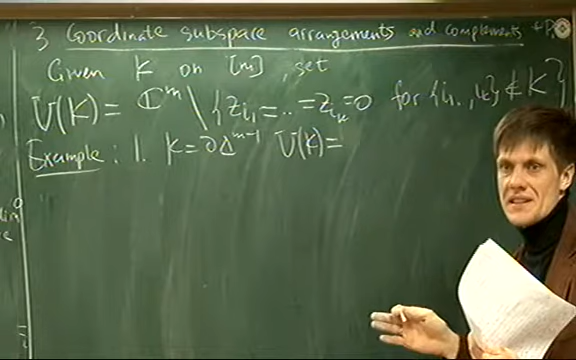 3 Coordinate subspace arrangements and complements
Given K on [m], set
U(K) = ℂ^m \ {z_{i_1} = ... = z_{i_k} = 0 for {i_1, ..., i_k} ∉ K}
Example: 1. K = ∂Δ^{m-1} U(K) =